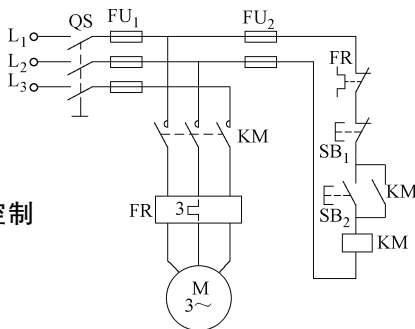 QS FU₁ FU₂
L₁
L₂
L₃
FR
KM
SB₁
KM
FR 3
SB₂
控制
KM
M
3～